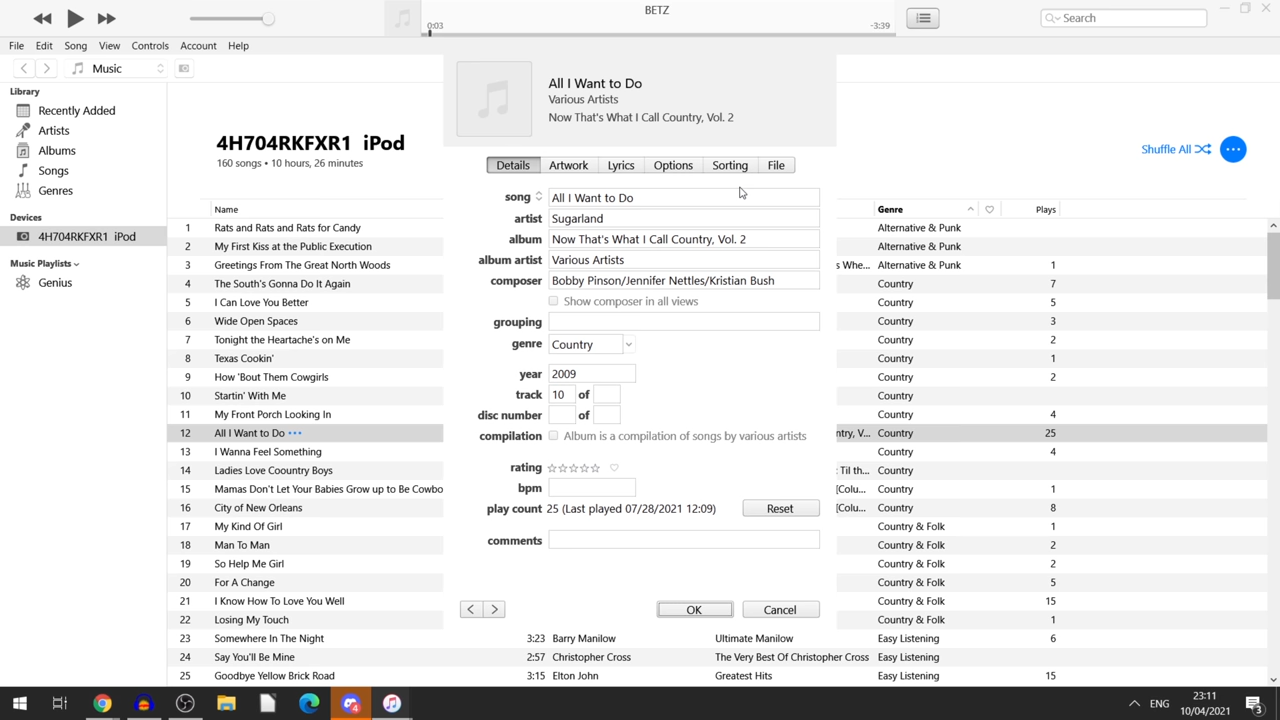 BETZ
0:03
-3:39
Search
File Edit Song View Controls Account Help
Music
Library
Recently Added
Artists
Albums
Songs
Genres
Devices
4H704RKFXR1 iPod
Music Playlists
Genius
4H704RKFXR1 iPod
160 songs • 10 hours, 26 minutes
Shuffle All
All I Want to Do
Various Artists
Now That's What I Call Country, Vol. 2
Details Artwork Lyrics Options Sorting File
song All I Want to Do
artist Sugarland
album Now That's What I Call Country, Vol. 2
album artist Various Artists
composer Bobby Pinson/Jennifer Nettles/Kristian Bush
Show composer in all views
grouping
genre Country
year 2009
track 10 of
disc number of
compilation Album is a compilation of songs by various artists
rating
bpm
play count 25 (Last played 07/28/2021 12:09) Reset
comments
OK Cancel
Name Genre Plays
1 Rats and Rats and Rats for Candy Alternative & Punk
2 My First Kiss at the Public Execution Alternative & Punk
3 Greetings From The Great North Woods s Whe... Alternative & Punk 1
4 The South's Gonna Do It Again Country 7
5 I Can Love You Better Country 5
6 Wide Open Spaces Country 3
7 Tonight the Heartache's on Me Country 2
8 Texas Cookin' Country 1
9 How 'Bout Them Cowgirls Country 2
10 Startin' With Me Country
11 My Front Porch Looking In Country 4
12 All I Want to Do ••• ntry, V... Country 25
13 I Wanna Feel Something Country 4
14 Ladies Love Coountry Boys 'Til th... Country
15 Mamas Don't Let Your Babies Grow up to Be Cowbo [Colu... Country 1
16 City of New Orleans [Colu... Country 8
17 My Kind Of Girl Country & Folk 1
18 Man To Man Country & Folk 2
19 So Help Me Girl Country & Folk 2
20 For A Change Country & Folk 5
21 I Know How To Love You Well Country & Folk 15
22 Losing My Touch Country & Folk 1
23 Somewhere In The Night 3:23 Barry Manilow Ultimate Manilow Easy Listening 6
24 Say You'll Be Mine 2:57 Christopher Cross The Very Best Of Christopher Cross Easy Listening
25 Goodbye Yellow Brick Road 3:15 Elton John Greatest Hits Easy Listening 15
ENG
23:11
10/04/2021
3